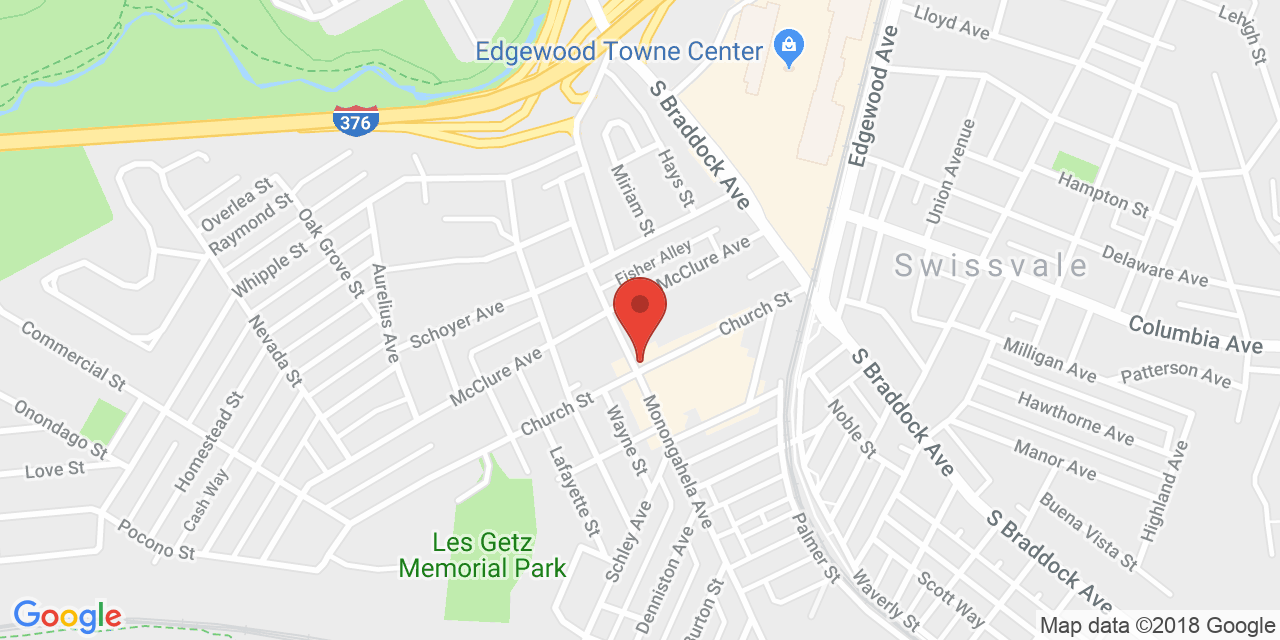 Lloyd Ave
Lehigh St
Edgewood Towne Center
Edgewood Ave
S Braddock Ave
376
Hays St
Miriam St
Union Avenue
Hampton St
Overlea St
Raymond St
Oak Grove St
Whipple St
Aurelius Ave
Fisher Alley
McClure Ave
Swissvale
Delaware Ave
Schoyer Ave
Church St
Columbia Ave
Commercial St
Nevada St
McClure Ave
Milligan Ave
Patterson Ave
S Braddock Ave
Onondago St
Homestead St
Church St
Wayne St
Monongahela Ave
Noble St
Hawthorne Ave
Manor Ave
Love St
Cash Way
Lafayette St
Highland Ave
Buena Vista St
Pocono St
Les Getz
Memorial Park
Schley Ave
Denniston Ave
Burton St
Palmer St
Waverly St
Scott Way
S Braddock Ave
Google
Map data ©2018 Google